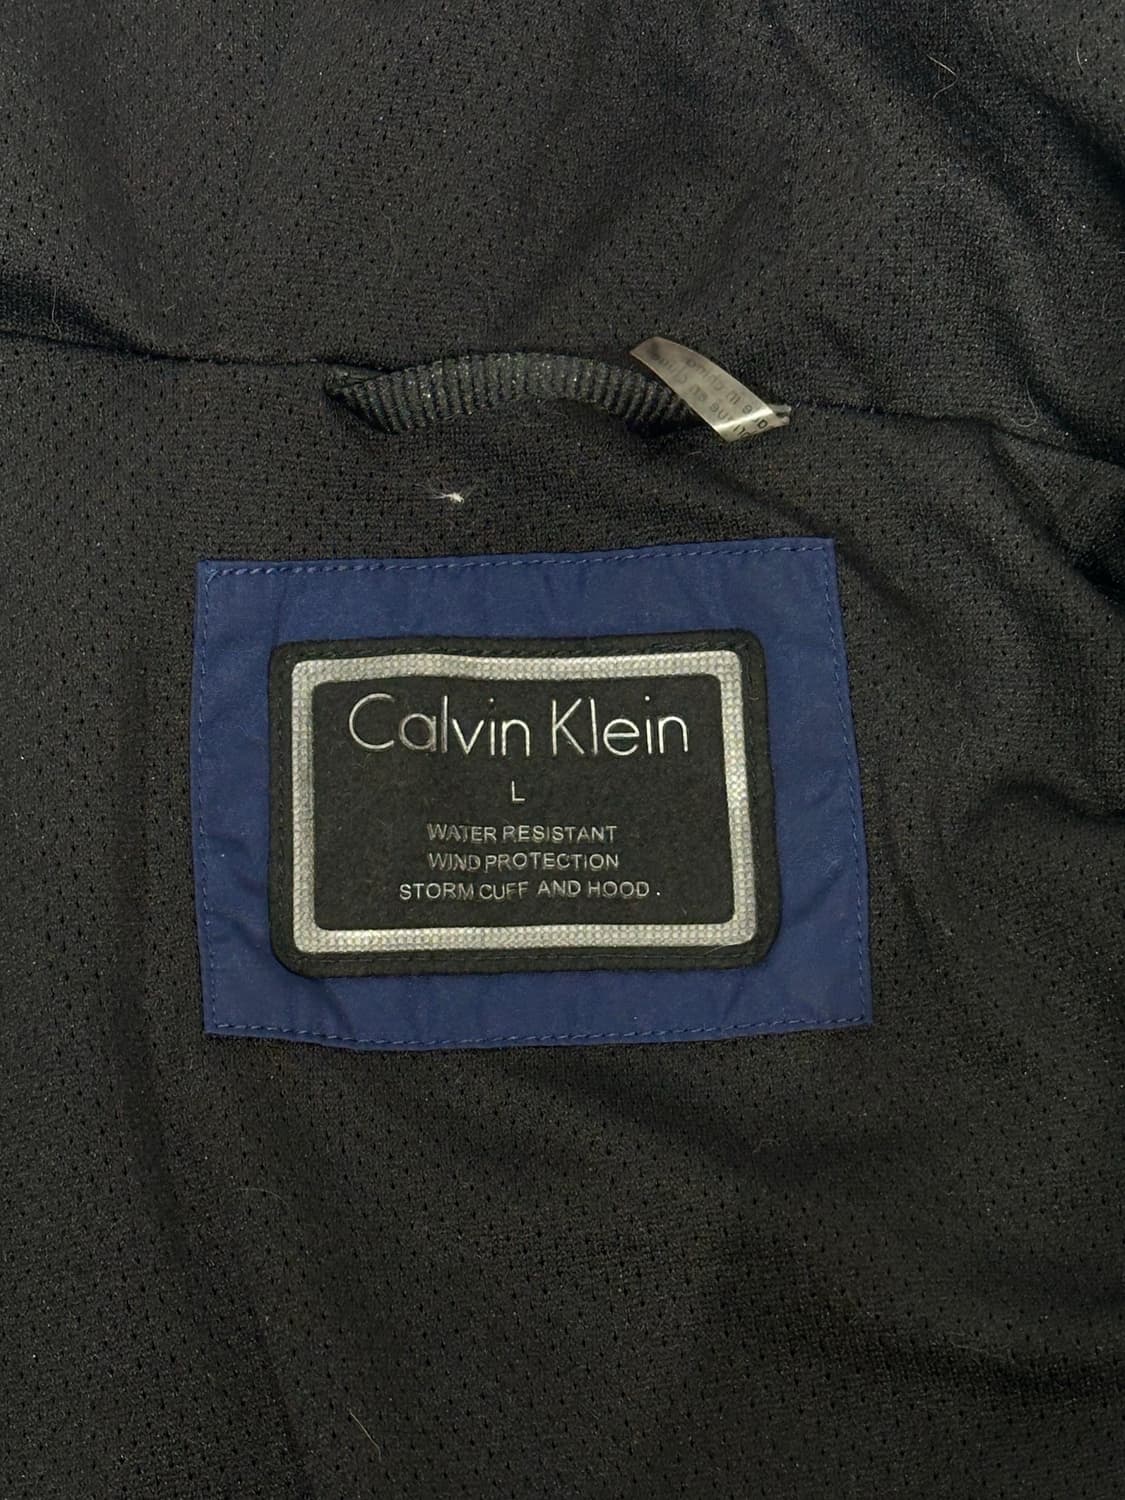 Calvin Klein
L
WATER RESISTANT
WIND PROTECTION
STORM CUFF AND HOOD.